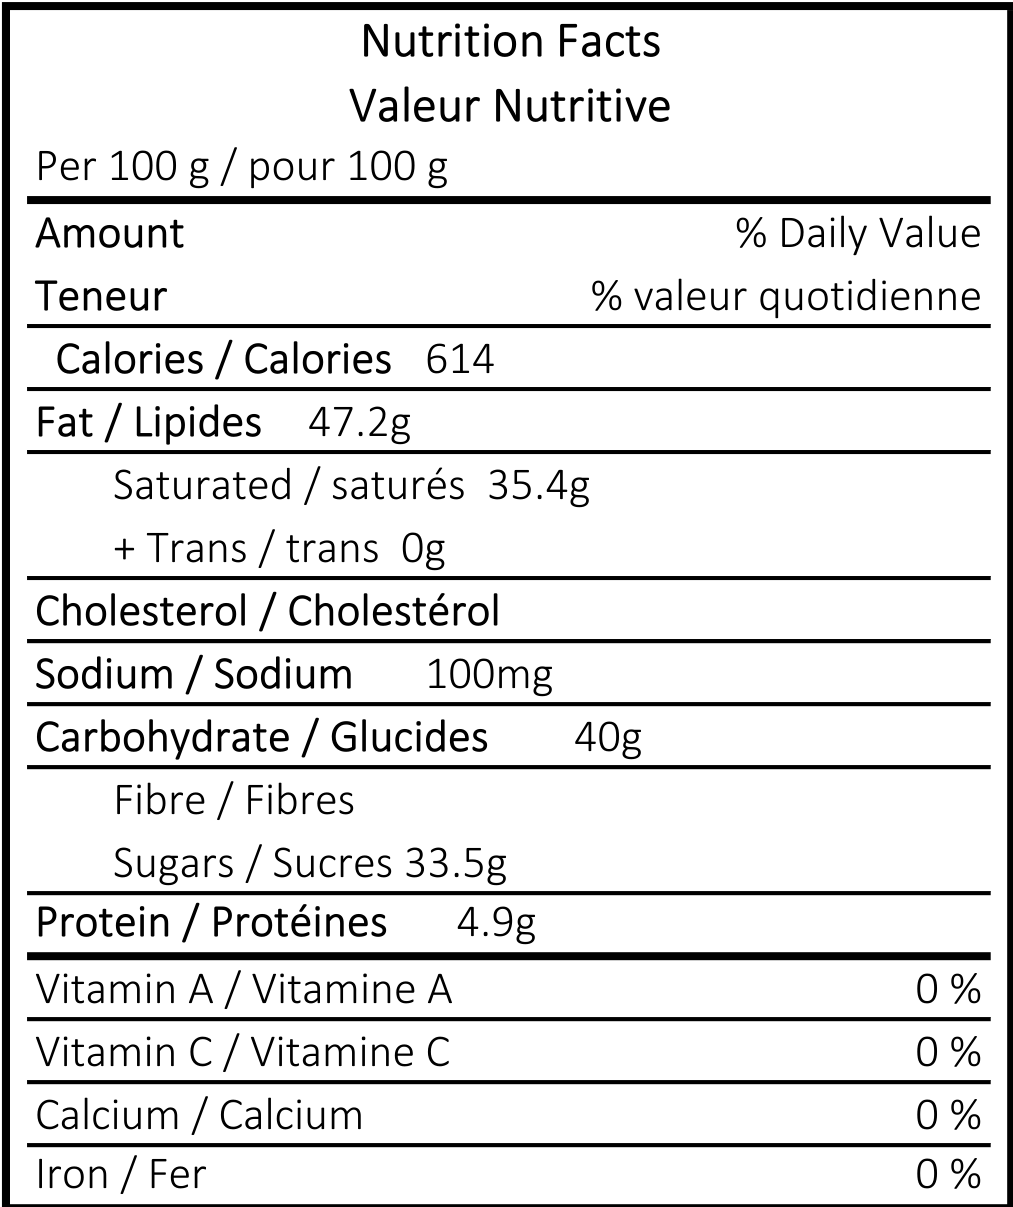 Nutrition Facts
Valeur Nutritive
Per 100 g / pour 100 g
Amount % Daily Value
Teneur % valeur quotidienne
Calories / Calories 614
Fat / Lipides 47.2g
Saturated / saturés 35.4g
+ Trans / trans 0g
Cholesterol / Cholestérol
Sodium / Sodium 100mg
Carbohydrate / Glucides 40g
Fibre / Fibres
Sugars / Sucres 33.5g
Protein / Protéines 4.9g
Vitamin A / Vitamine A 0 %
Vitamin C / Vitamine C 0 %
Calcium / Calcium 0 %
Iron / Fer 0 %